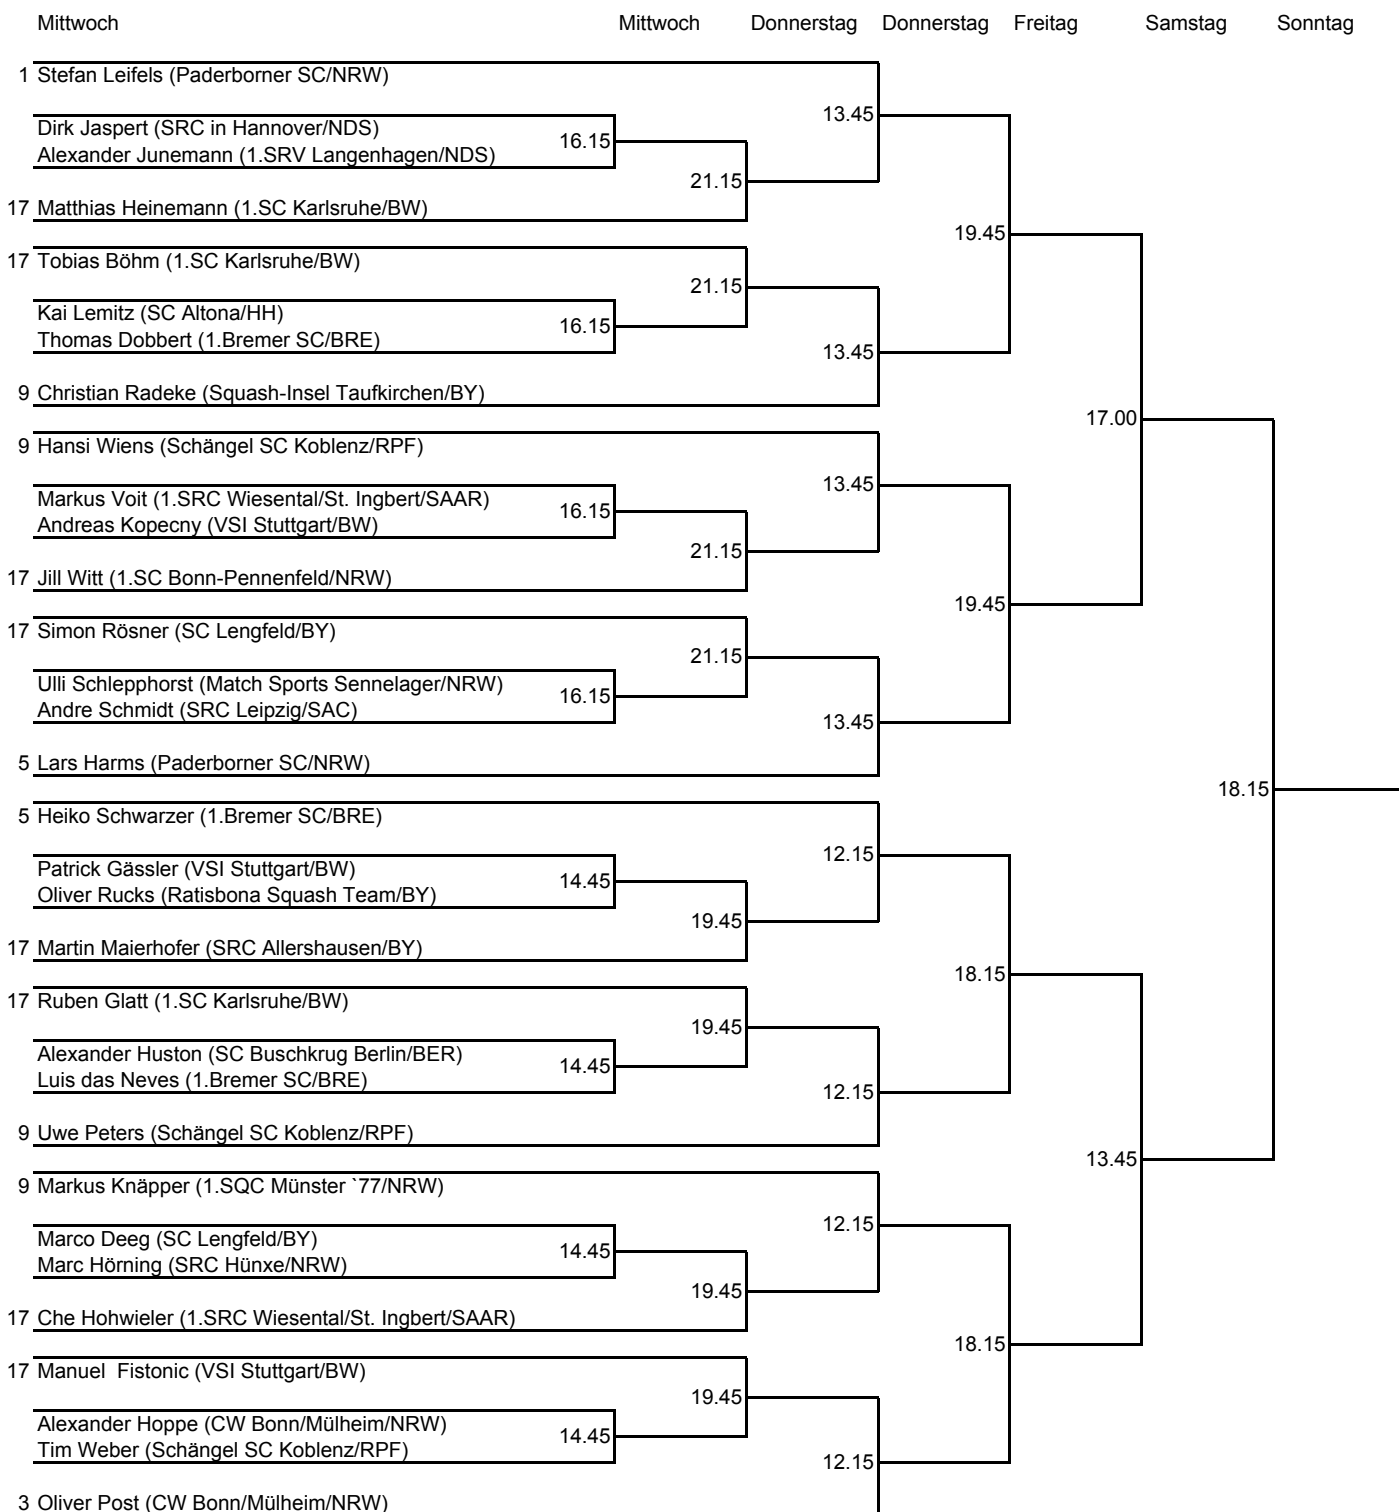 Mittwoch Mittwoch Donnerstag Donnerstag Freitag Samstag Sonntag
1 Stefan Leifels (Paderborner SC/NRW)
13.45
Dirk Jaspert (SRC in Hannover/NDS)
16.15
Alexander Junemann (1.SRV Langenhagen/NDS)
21.15
17 Matthias Heinemann (1.SC Karlsruhe/BW)
19.45
17 Tobias Böhm (1.SC Karlsruhe/BW)
21.15
Kai Lemitz (SC Altona/HH)
16.15
Thomas Dobbert (1.Bremer SC/BRE)
13.45
9 Christian Radeke (Squash-Insel Taufkirchen/BY)
17.00
9 Hansi Wiens (Schängel SC Koblenz/RPF)
13.45
Markus Voit (1.SRC Wiesental/St. Ingbert/SAAR)
16.15
Andreas Kopecny (VSI Stuttgart/BW)
21.15
17 Jill Witt (1.SC Bonn-Pennenfeld/NRW)
19.45
17 Simon Rösner (SC Lengfeld/BY)
21.15
Ulli Schlepphorst (Match Sports Sennelager/NRW)
16.15
Andre Schmidt (SRC Leipzig/SAC)
13.45
5 Lars Harms (Paderborner SC/NRW)
18.15
5 Heiko Schwarzer (1.Bremer SC/BRE)
12.15
Patrick Gässler (VSI Stuttgart/BW)
14.45
Oliver Rucks (Ratisbona Squash Team/BY)
19.45
17 Martin Maierhofer (SRC Allershausen/BY)
18.15
17 Ruben Glatt (1.SC Karlsruhe/BW)
19.45
Alexander Huston (SC Buschkrug Berlin/BER)
14.45
Luis das Neves (1.Bremer SC/BRE)
12.15
9 Uwe Peters (Schängel SC Koblenz/RPF)
13.45
9 Markus Knäpper (1.SQC Münster `77/NRW)
12.15
Marco Deeg (SC Lengfeld/BY)
14.45
Marc Hörning (SRC Hünxe/NRW)
19.45
17 Che Hohwieler (1.SRC Wiesental/St. Ingbert/SAAR)
18.15
17 Manuel  Fistonic (VSI Stuttgart/BW)
19.45
Alexander Hoppe (CW Bonn/Mülheim/NRW)
14.45
Tim Weber (Schängel SC Koblenz/RPF)
12.15
3 Oliver Post (CW Bonn/Mülheim/NRW)